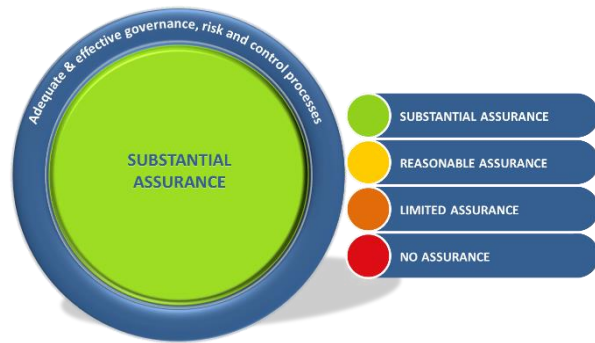 Adequate & effective governance, risk and control processes
SUBSTANTIAL
ASSURANCE
SUBSTANTIAL ASSURANCE
REASONABLE ASSURANCE
LIMITED ASSURANCE
NO ASSURANCE